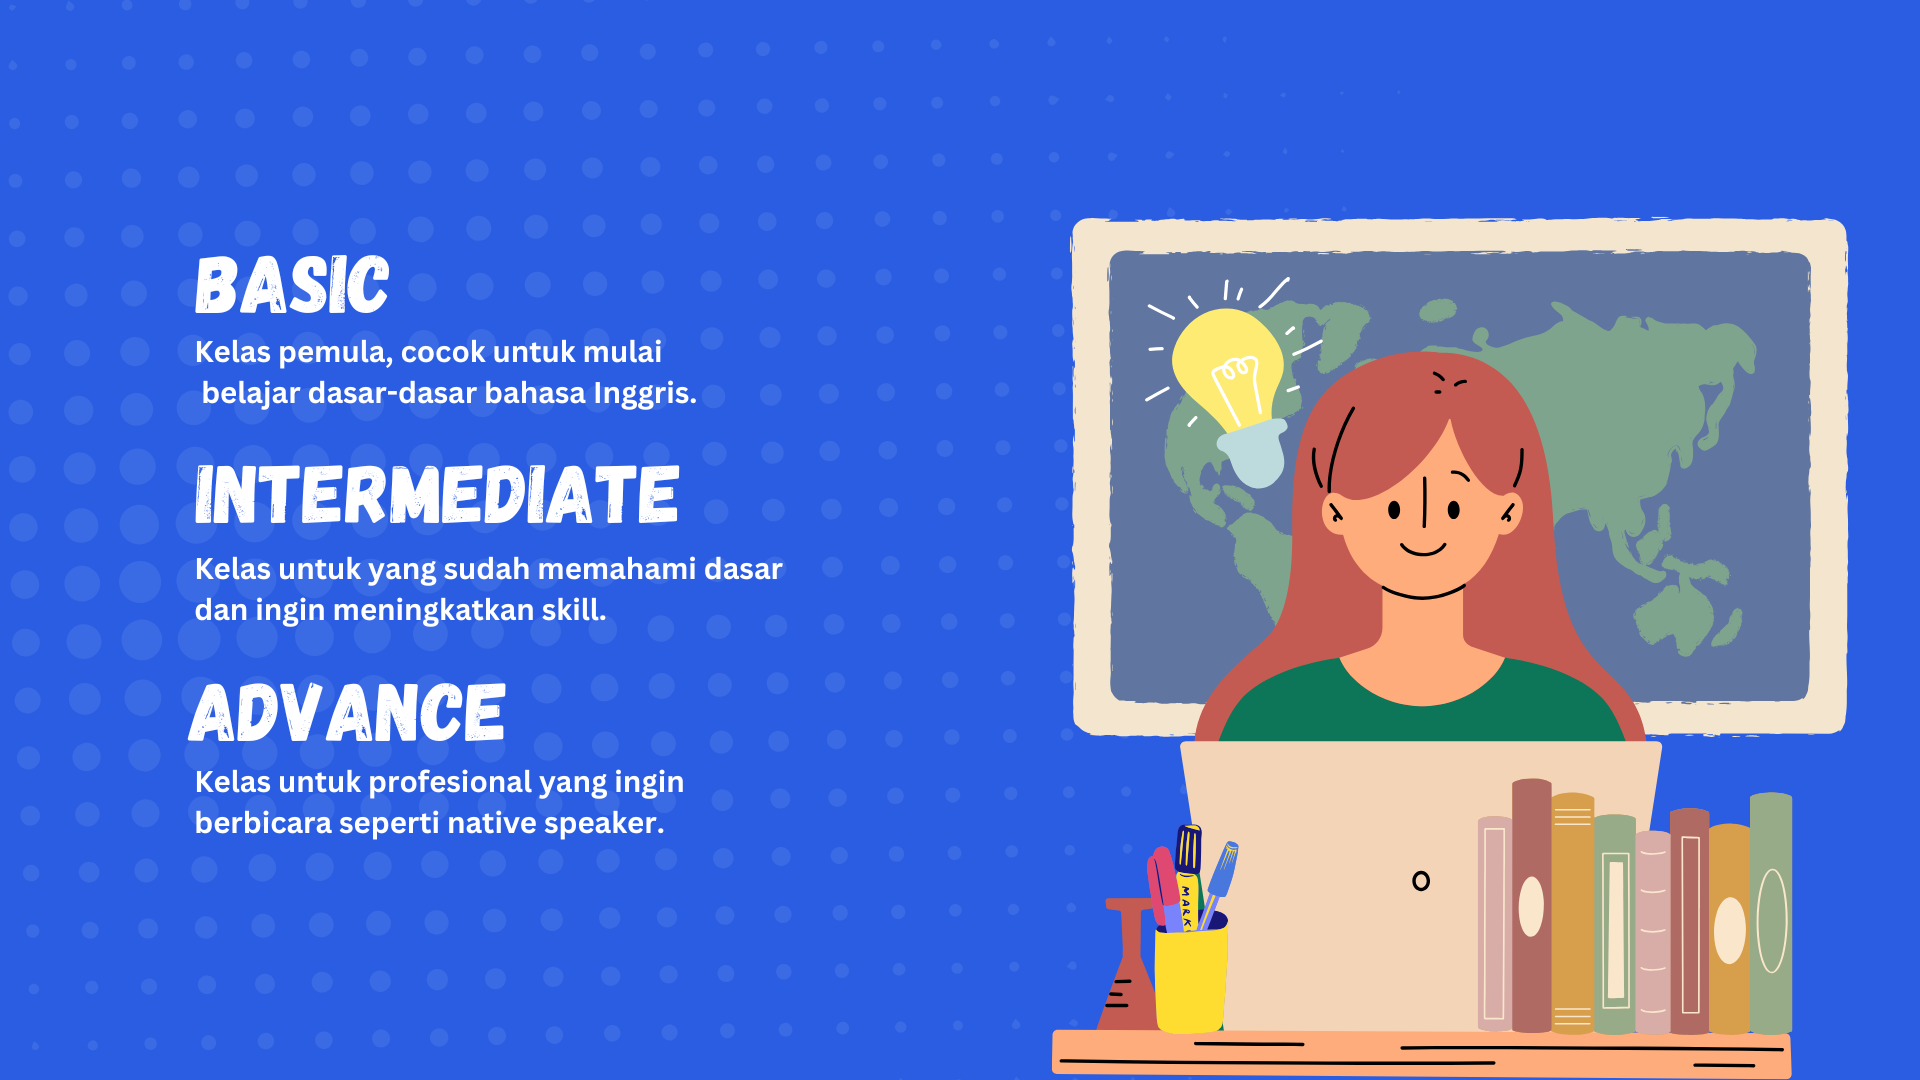 BASIC
Kelas pemula, cocok untuk mulai
belajar dasar-dasar bahasa Inggris.
INTERMEDIATE
Kelas untuk yang sudah memahami dasar
dan ingin meningkatkan skill.
ADVANCE
Kelas untuk profesional yang ingin
berbicara seperti native speaker.
MARK